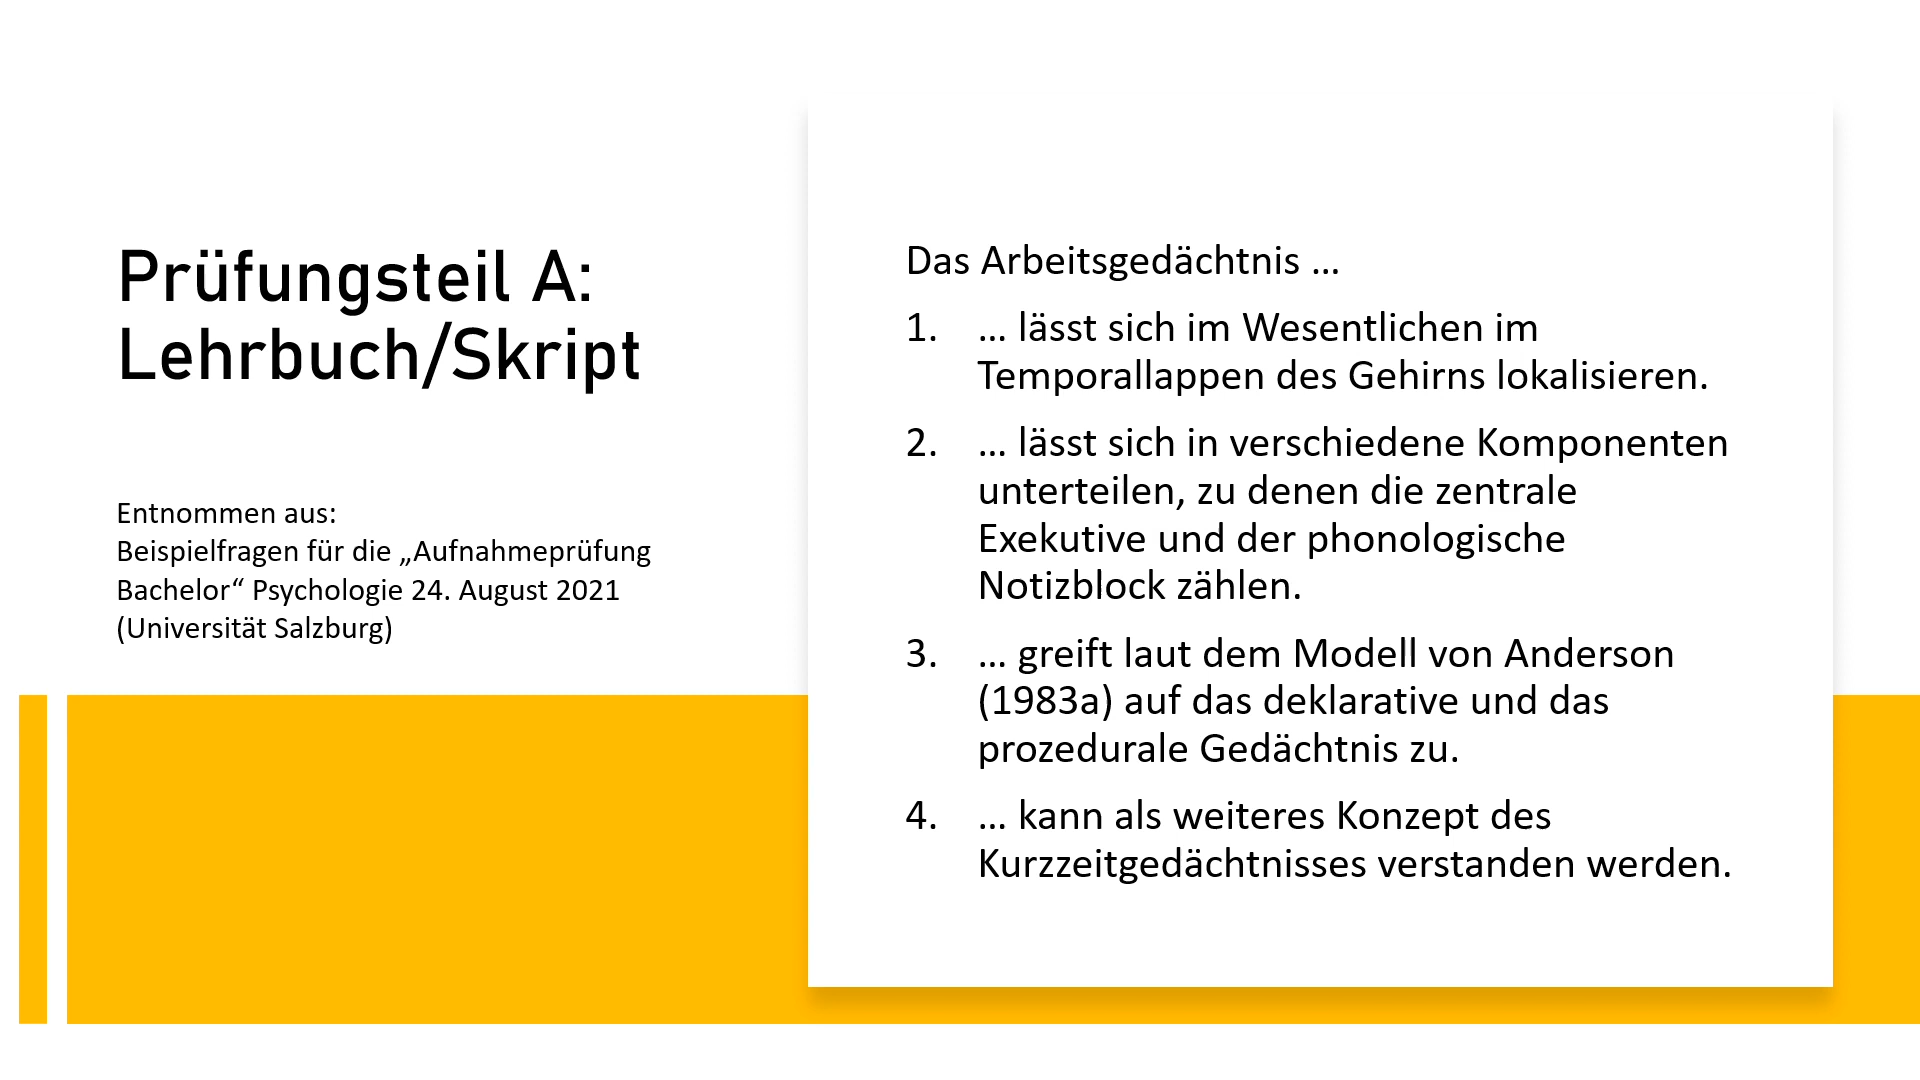 Prüfungsteil A:
Lehrbuch/Skript
Entnommen aus:
Beispielfragen für die „Aufnahmeprüfung
Bachelor“ Psychologie 24. August 2021
(Universität Salzburg)
Das Arbeitsgedächtnis …
1. … lässt sich im Wesentlichen im
Temporallappen des Gehirns lokalisieren.
2. … lässt sich in verschiedene Komponenten
unterteilen, zu denen die zentrale
Exekutive und der phonologische
Notizblock zählen.
3. … greift laut dem Modell von Anderson
(1983a) auf das deklarative und das
prozedurale Gedächtnis zu.
4. … kann als weiteres Konzept des
Kurzzeitgedächtnisses verstanden werden.